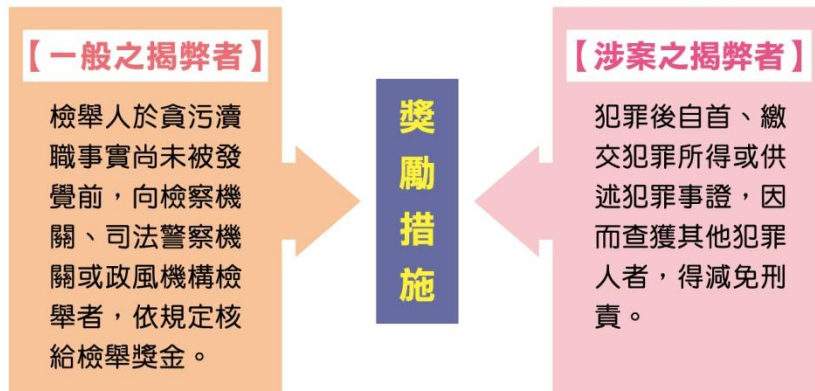 【一般之揭弊者】
檢舉人於貪污瀆
職事實尚未被發
覺前，向檢察機
關、司法警察機
關或政風機構檢
舉者，依規定核
給檢舉獎金。
獎
勵
措
施
【涉案之揭弊者】
犯罪後自首、繳
交犯罪所得或供
述犯罪事證，因
而查獲其他犯罪
人者，得減免刑
責。